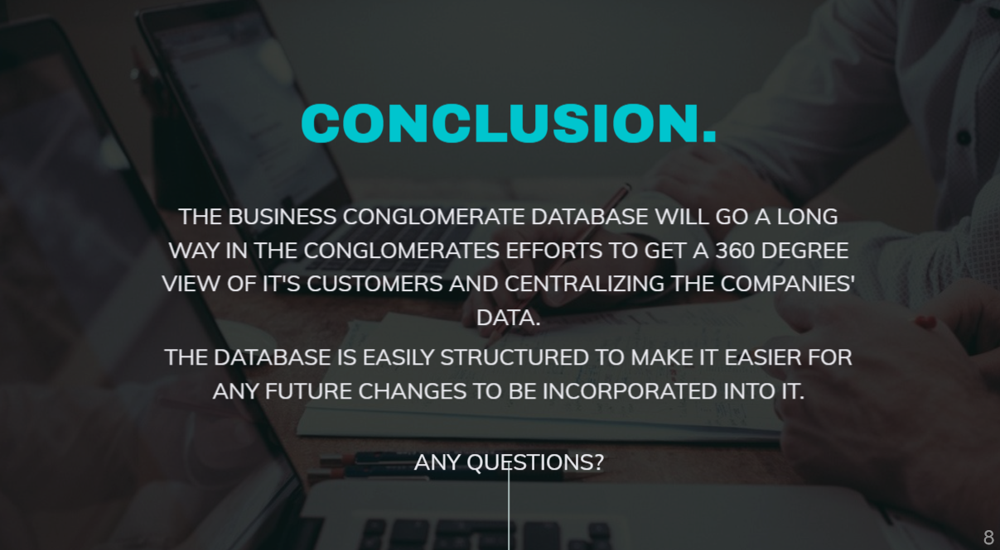 CONCLUSION.
THE BUSINESS CONGLOMERATE DATABASE WILL GO A LONG
WAY IN THE CONGLOMERATES EFFORTS TO GET A 360 DEGREE
VIEW OF IT'S CUSTOMERS AND CENTRALIZING THE COMPANIES'
DATA.
THE DATABASE IS EASILY STRUCTURED TO MAKE IT EASIER FOR
ANY FUTURE CHANGES TO BE INCORPORATED INTO IT.
ANY QUESTIONS?
8